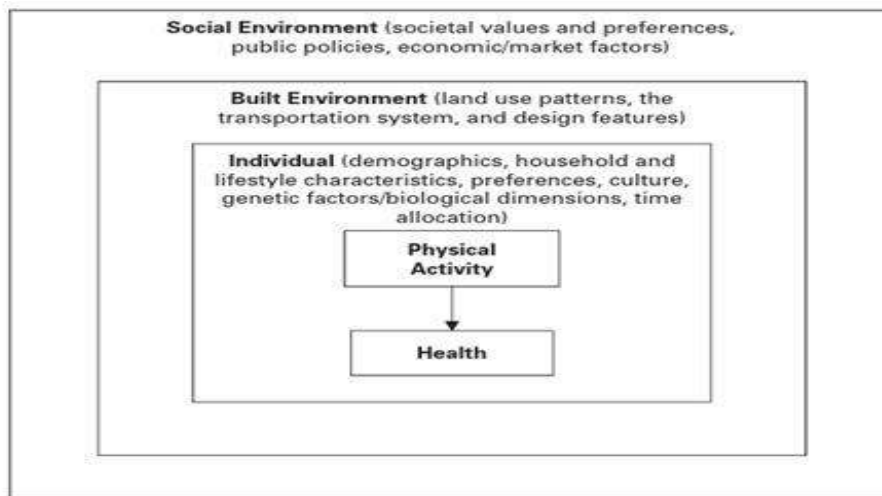 Social Environment (societal values and preferences,
public policies, economic/market factors)
Built Environment (land use patterns, the
transportation system, and design features)
Individual (demographics, household and
lifestyle characteristics, preferences, culture,
genetic factors/biological dimensions, time
allocation)
Physical
Activity
Health